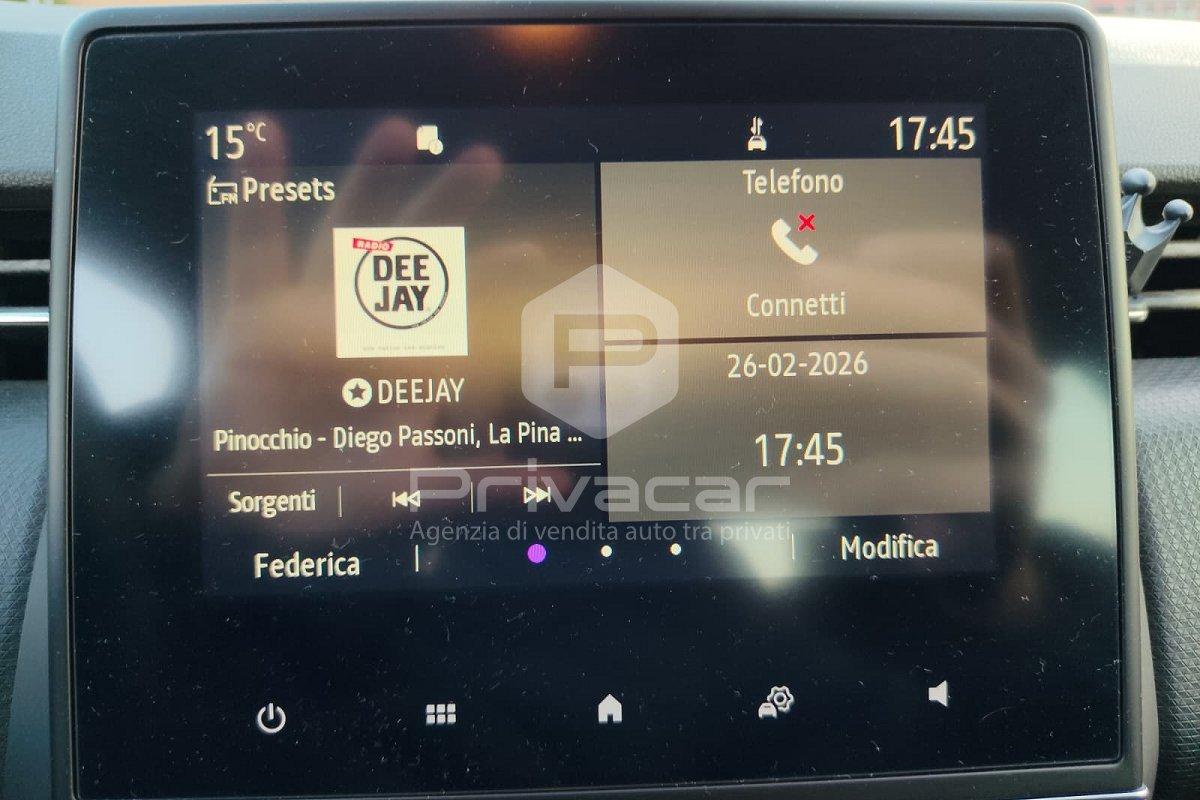 15°C
17:45
FM Presets
RADIO
DEE
JAY
DEEJAY
Pinocchio - Diego Passoni, La Pina ...
Sorgenti
Telefono
Connetti
26-02-2026
17:45
P
Privacar
Agenzia di vendita auto tra privati
Federica
Modifica